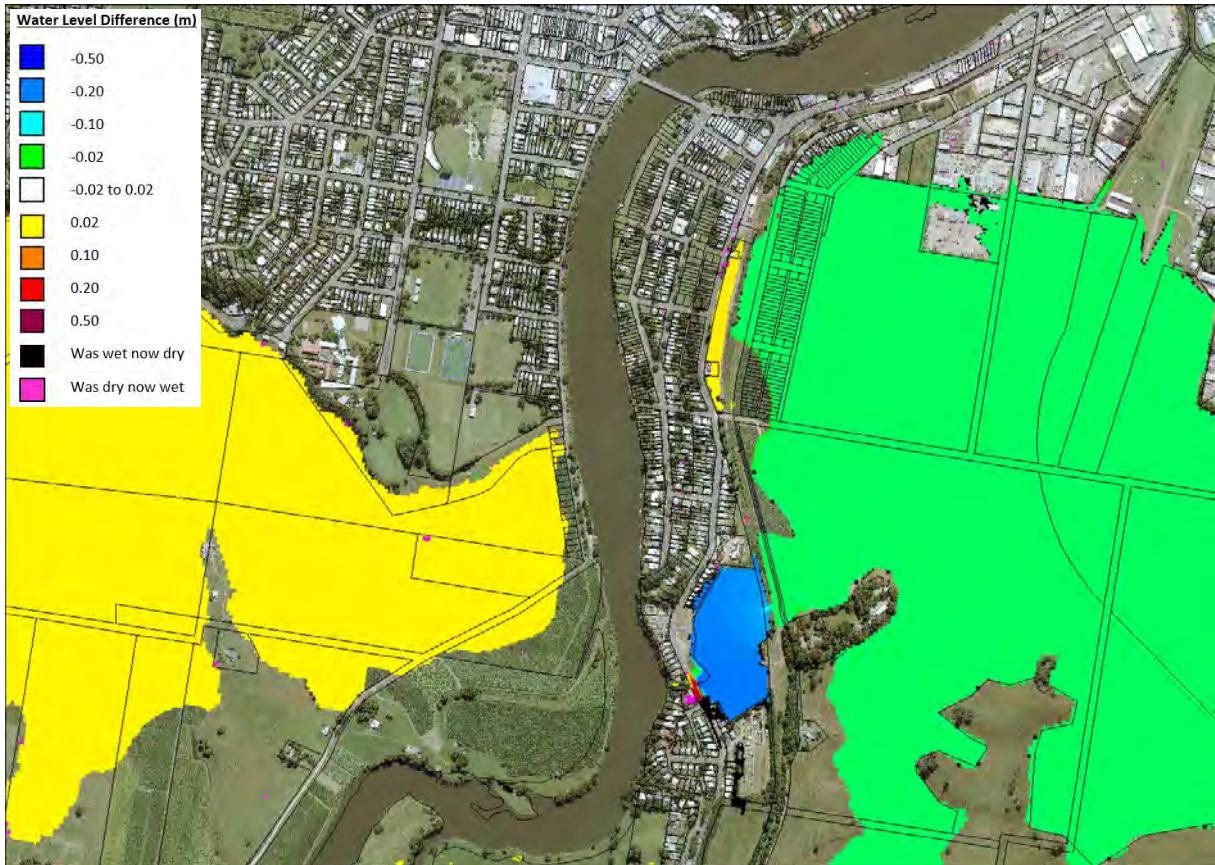 Water Level Difference (m)
-0.50
-0.20
-0.10
-0.02
-0.02 to 0.02
0.02
0.10
0.20
0.50
Was wet now dry
Was dry now wet